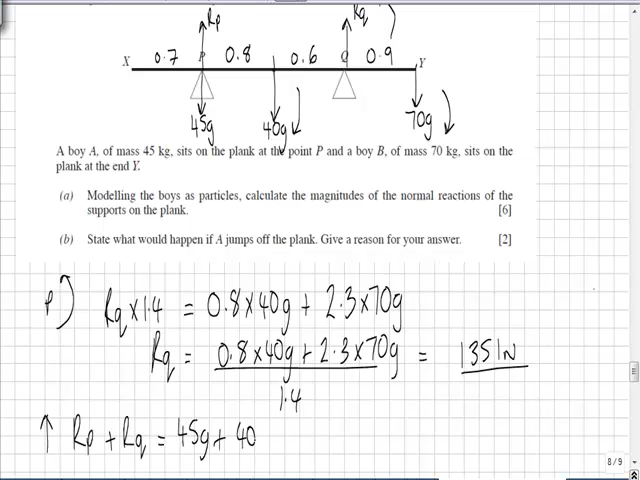 Rp Rq
X 0.7 P 0.8 0.6 Q 0.9 Y
45g 40g 70g
A boy A, of mass 45 kg, sits on the plank at the point P and a boy B, of mass 70 kg, sits on the
plank at the end Y.
(a) Modelling the boys as particles, calculate the magnitudes of the normal reactions of the
supports on the plank. [6]
(b) State what would happen if A jumps off the plank. Give a reason for your answer. [2]
P) Rq×1.4 = 0.8×40g + 2.3×70g
Rq = 0.8×40g + 2.3×70g = 1351N
1.4
↑ Rp + Rq = 45g + 40
8/9